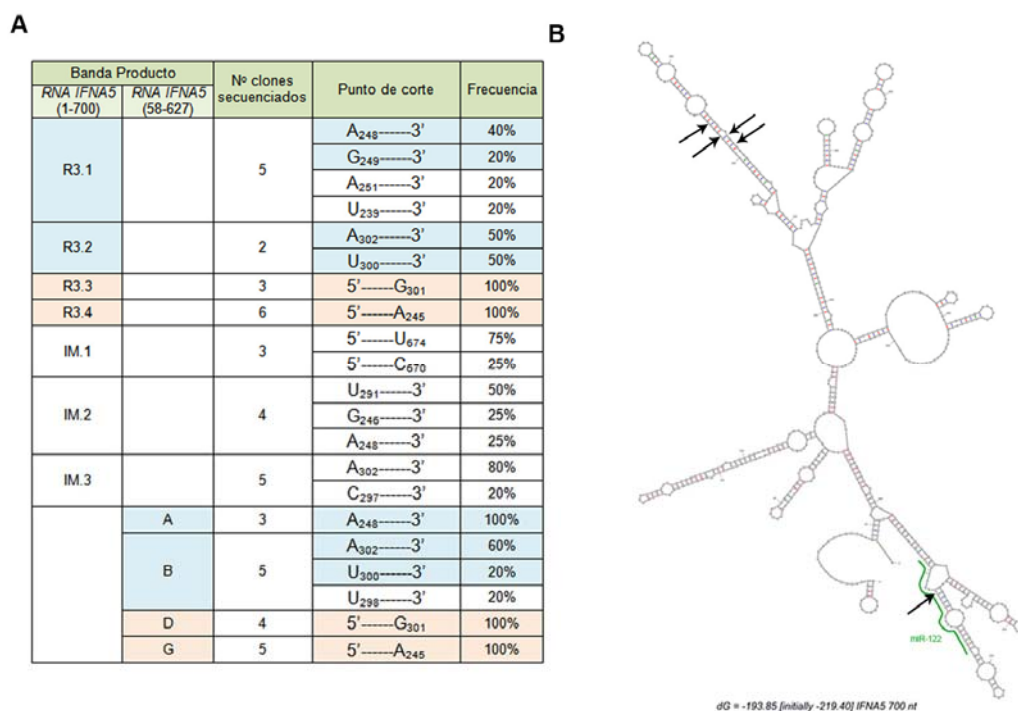 A
B
Banda Producto
RNA IFNA5 (1-700)
RNA IFNA5 (58-627)
Nº clones secuenciados
Punto de corte
Frecuencia
R3.1
5
A248------3' 40%
G249------3' 20%
A251------3' 20%
U239------3' 20%
R3.2
2
A302------3' 50%
U300------3' 50%
R3.3 3 5'------G301 100%
R3.4 6 5'------A245 100%
IM.1
3
5'------U674 75%
5'------C670 25%
IM.2
4
U291------3' 50%
G246------3' 25%
A248------3' 25%
IM.3
5
A302------3' 80%
C297------3' 20%
A 3 A248------3' 100%
B
5
A302------3' 60%
U300------3' 20%
U298------3' 20%
D 4 5'------G301 100%
G 5 5'------A245 100%
miR-122
dG = -193.85 [initially -219.40] IFNA5 700 nt